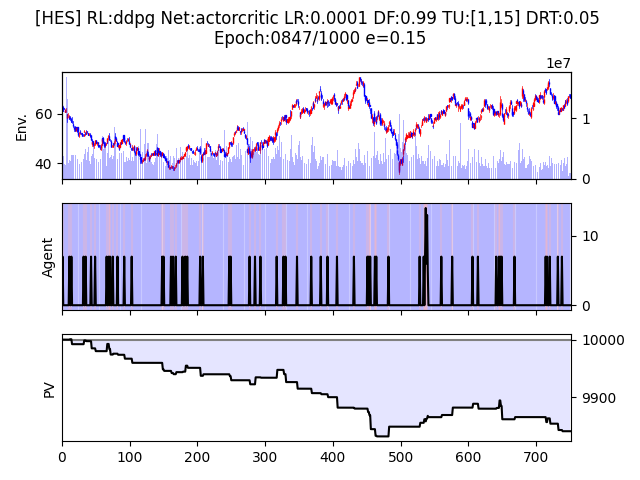 [HES] RL:ddpg Net:actorcritic LR:0.0001 DF:0.99 TU:[1,15] DRT:0.05
Epoch:0847/1000 e=0.15
1e7
Env.
60
40
1
0
Agent
10
0
PV
10000
9900
0 100 200 300 400 500 600 700